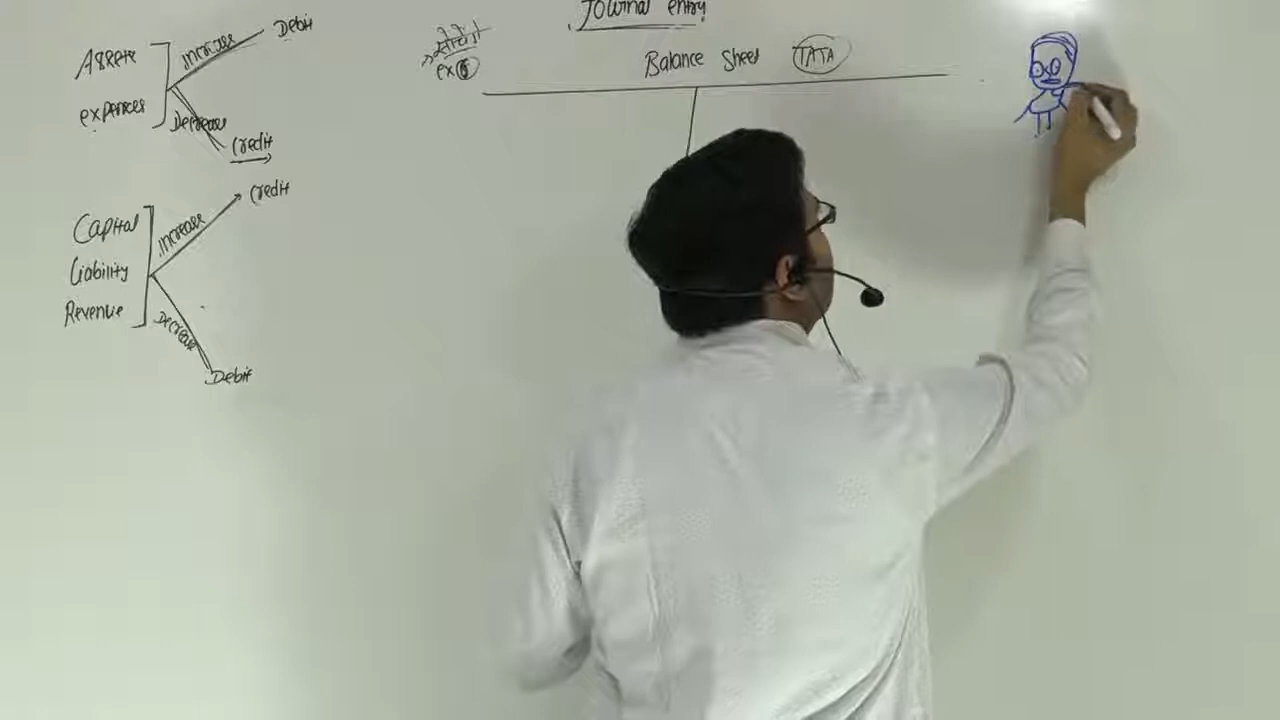 Journal entry
Balance Sheet TATA
ex 6
Assets
expences
increase
Debit
Decrease
Credit
Capital
Liability
Revenue
increase
Credit
Decrease
Debit